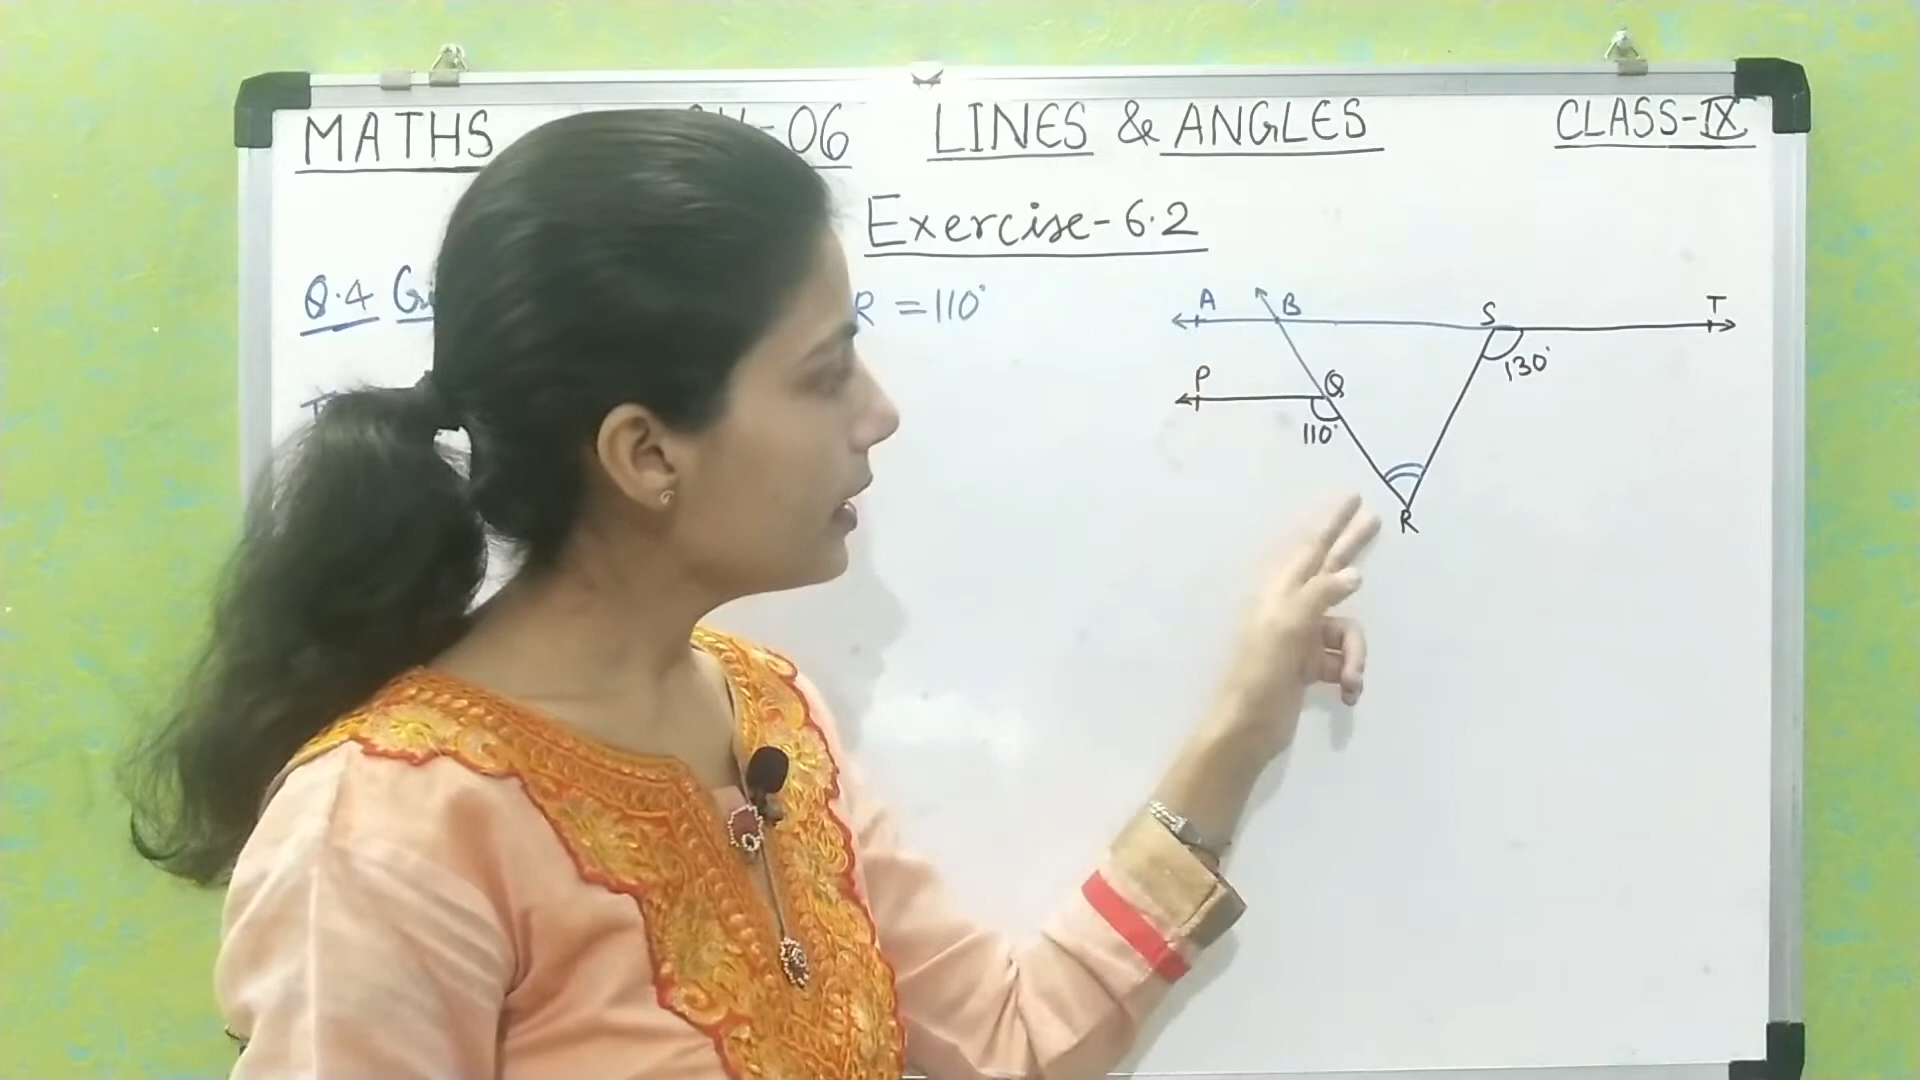 MATHS 06 LINES & ANGLES CLASS-IX
Exercise-6.2
Q.4
R = 110°
A B S T
130°
P Q
110°
R